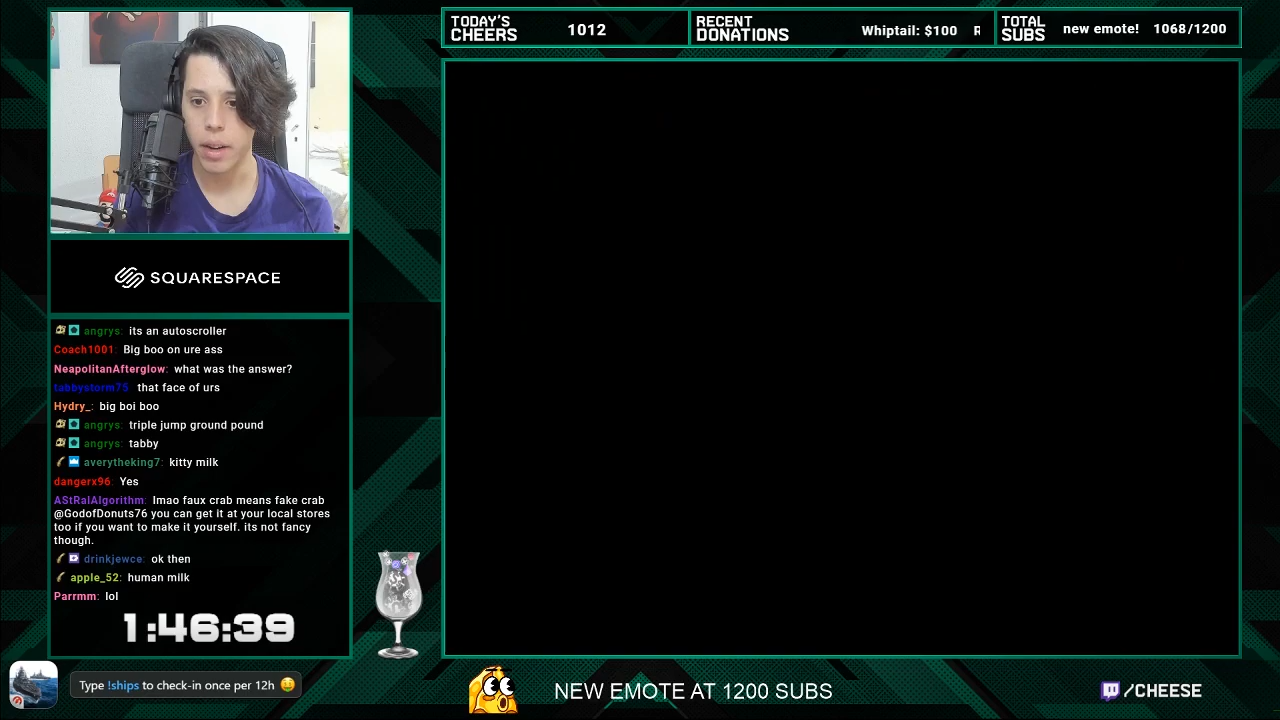 TODAY'S
CHEERS
1012
RECENT
DONATIONS
Whiptail: $100
TOTAL
SUBS
new emote! 1068/1200
SQUARESPACE
angrys: its an autoscroller
Coach1001: Big boo on ure ass
NeapolitanAfterglow: what was the answer?
tabbystorm75 that face of urs
Hydry_: big boi boo
angrys: triple jump ground pound
angrys: tabby
averytheking7: kitty milk
dangerx96: Yes
AStRalAlgorithm: lmao faux crab means fake crab
@GodofDonuts76 you can get it at your local stores
too if you want to make it yourself. its not fancy
though.
drinkjewce: ok then
apple_52: human milk
Parrmm: lol
1:46:39
Type !ships to check-in once per 12h
NEW EMOTE AT 1200 SUBS
/CHEESE